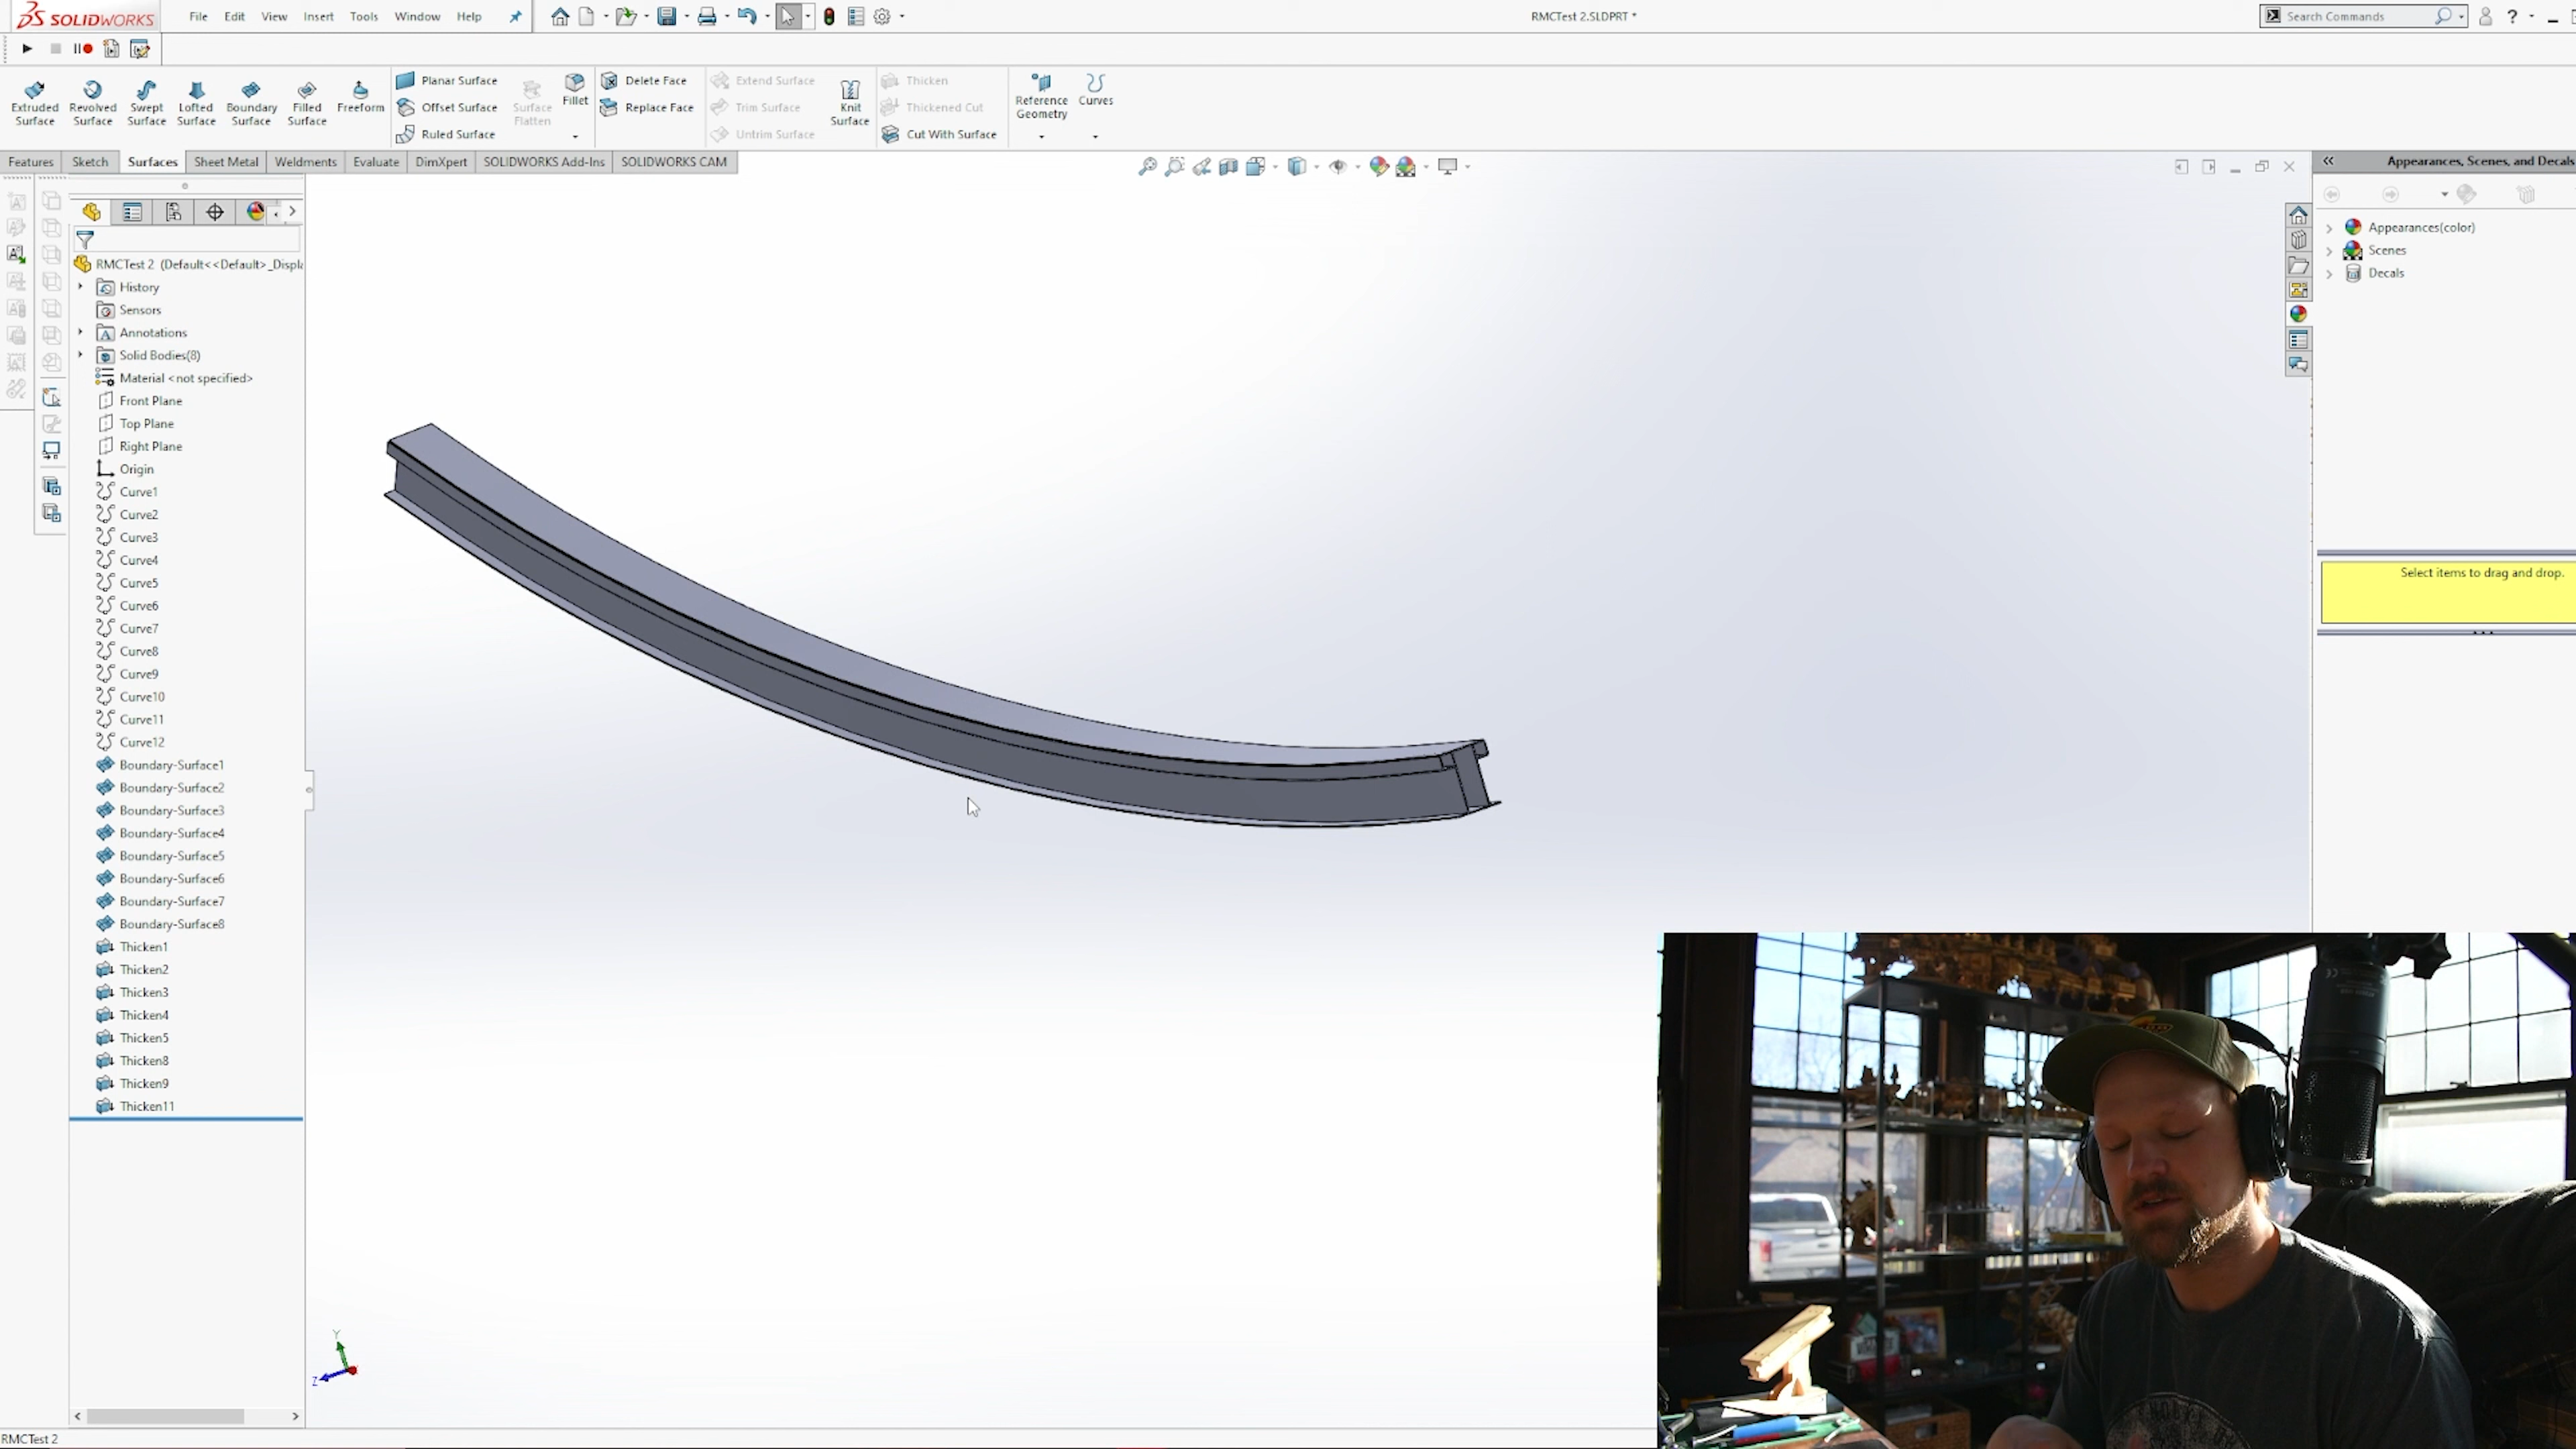 SOLIDWORKS File Edit View Insert Tools Window Help RMCTest 2.SLDPRT * Search Commands ?
Extruded Surface
Revolved Surface
Swept Surface
Lofted Surface
Boundary Surface
Filled Surface
Freeform
Planar Surface
Offset Surface
Ruled Surface
Surface Flatten
Fillet
Delete Face
Replace Face
Extend Surface
Trim Surface
Untrim Surface
Knit Surface
Thicken
Thickened Cut
Cut With Surface
Reference Geometry
Curves
Features Sketch Surfaces Sheet Metal Weldments Evaluate DimXpert SOLIDWORKS Add-Ins SOLIDWORKS CAM
RMCTest 2 (Default<<Default>_Displ
History
Sensors
Annotations
Solid Bodies(8)
Material <not specified>
Front Plane
Top Plane
Right Plane
Origin
Curve1
Curve2
Curve3
Curve4
Curve5
Curve6
Curve7
Curve8
Curve9
Curve10
Curve11
Curve12
Boundary-Surface1
Boundary-Surface2
Boundary-Surface3
Boundary-Surface4
Boundary-Surface5
Boundary-Surface6
Boundary-Surface7
Boundary-Surface8
Thicken1
Thicken2
Thicken3
Thicken4
Thicken5
Thicken8
Thicken9
Thicken11
Y
Z
RMCTest 2
Appearances, Scenes, and Decals
Appearances(color)
Scenes
Decals
Select items to drag and drop.